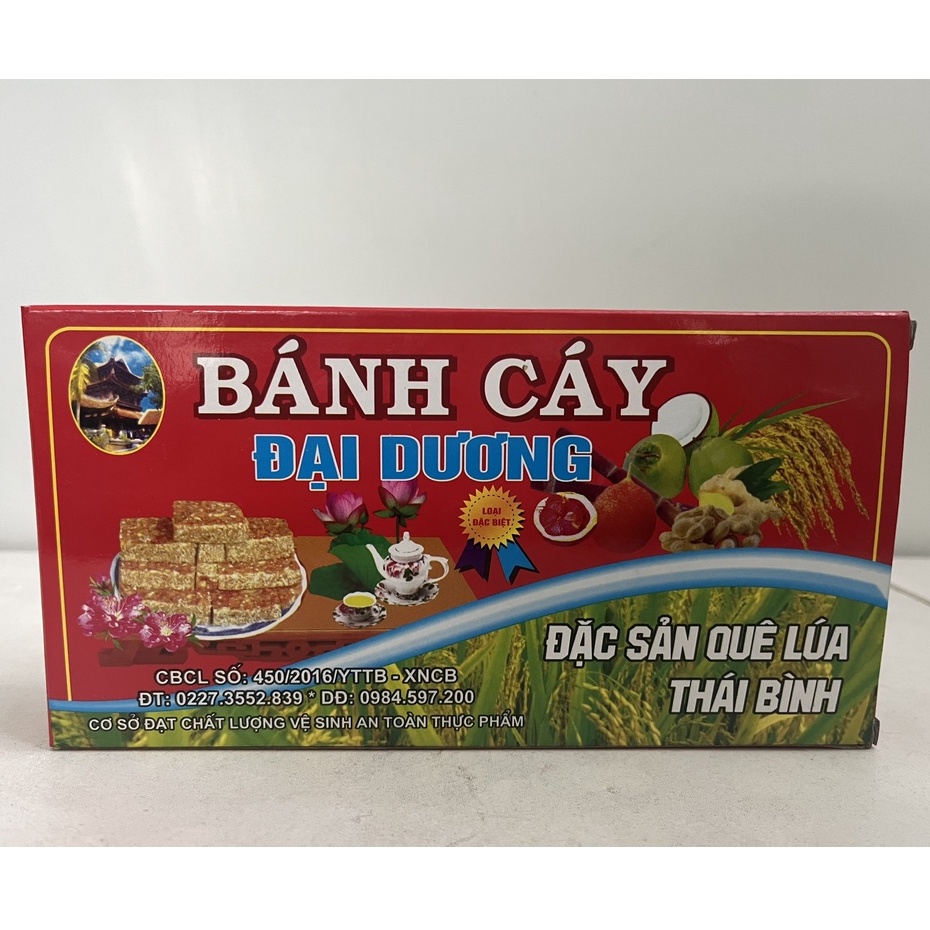 BÁNH CÁY
ĐẠI DƯƠNG
LOẠI
ĐẶC BIỆT
ĐẶC SẢN QUÊ LÚA
THÁI BÌNH
CBCL SỐ: 450/2016/YTTB - XNCB
ĐT: 0227.3552.839 * DĐ: 0984.597.200
CƠ SỞ ĐẠT CHẤT LƯỢNG VỆ SINH AN TOÀN THỰC PHẨM